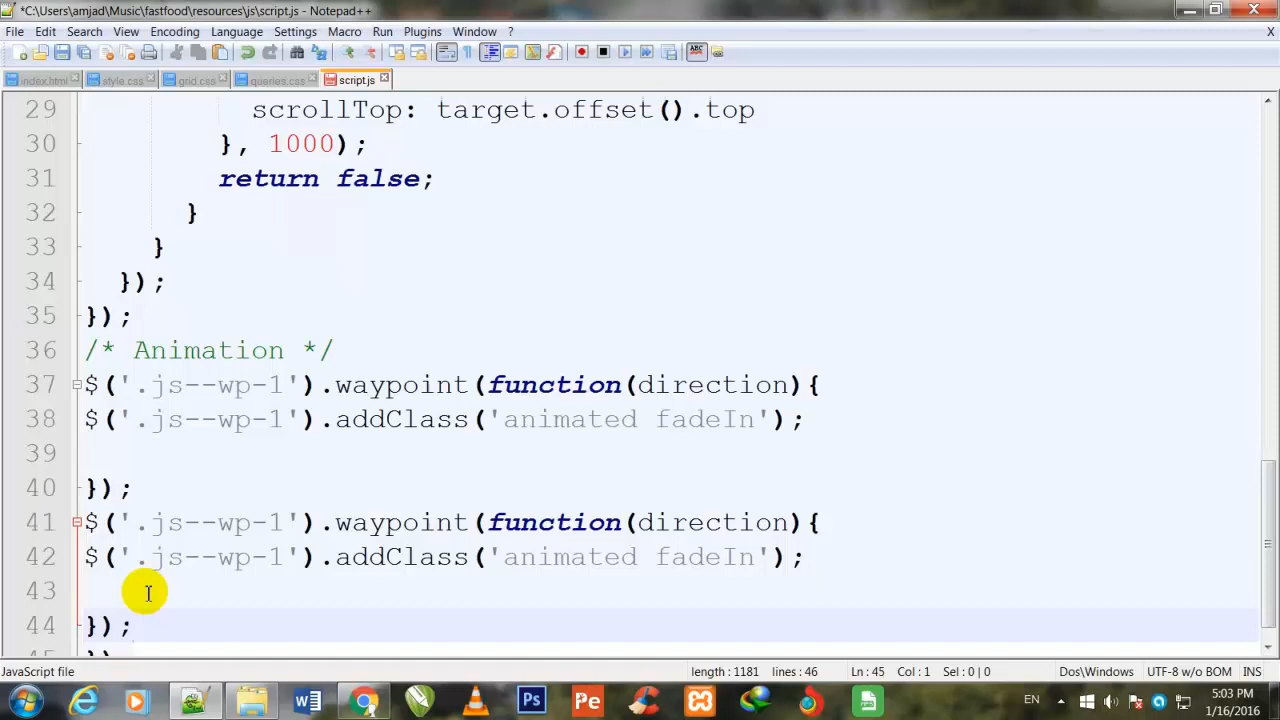 *C:\Users\amjad\Music\fastfood\resources\js\script.js - Notepad++
File Edit Search View Encoding Language Settings Macro Run Plugins Window ? X
index.html style.css grid.css queries.css script.js
29 scrollTop: target.offset().top
30 }, 1000);
31 return false;
32 }
33 }
34 });
35 });
36 /* Animation */
37 $('.js--wp-1').waypoint(function(direction){
38 $('.js--wp-1').addClass('animated fadeIn');
39
40 });
41 $('.js--wp-1').waypoint(function(direction){
42 $('.js--wp-1').addClass('animated fadeIn');
43
44 });
JavaScript file length : 1181 lines : 46 Ln : 45 Col : 1 Sel : 0 | 0 Dos\Windows UTF-8 w/o BOM INS
Ps Pe EN 5:03 PM
1/16/2016